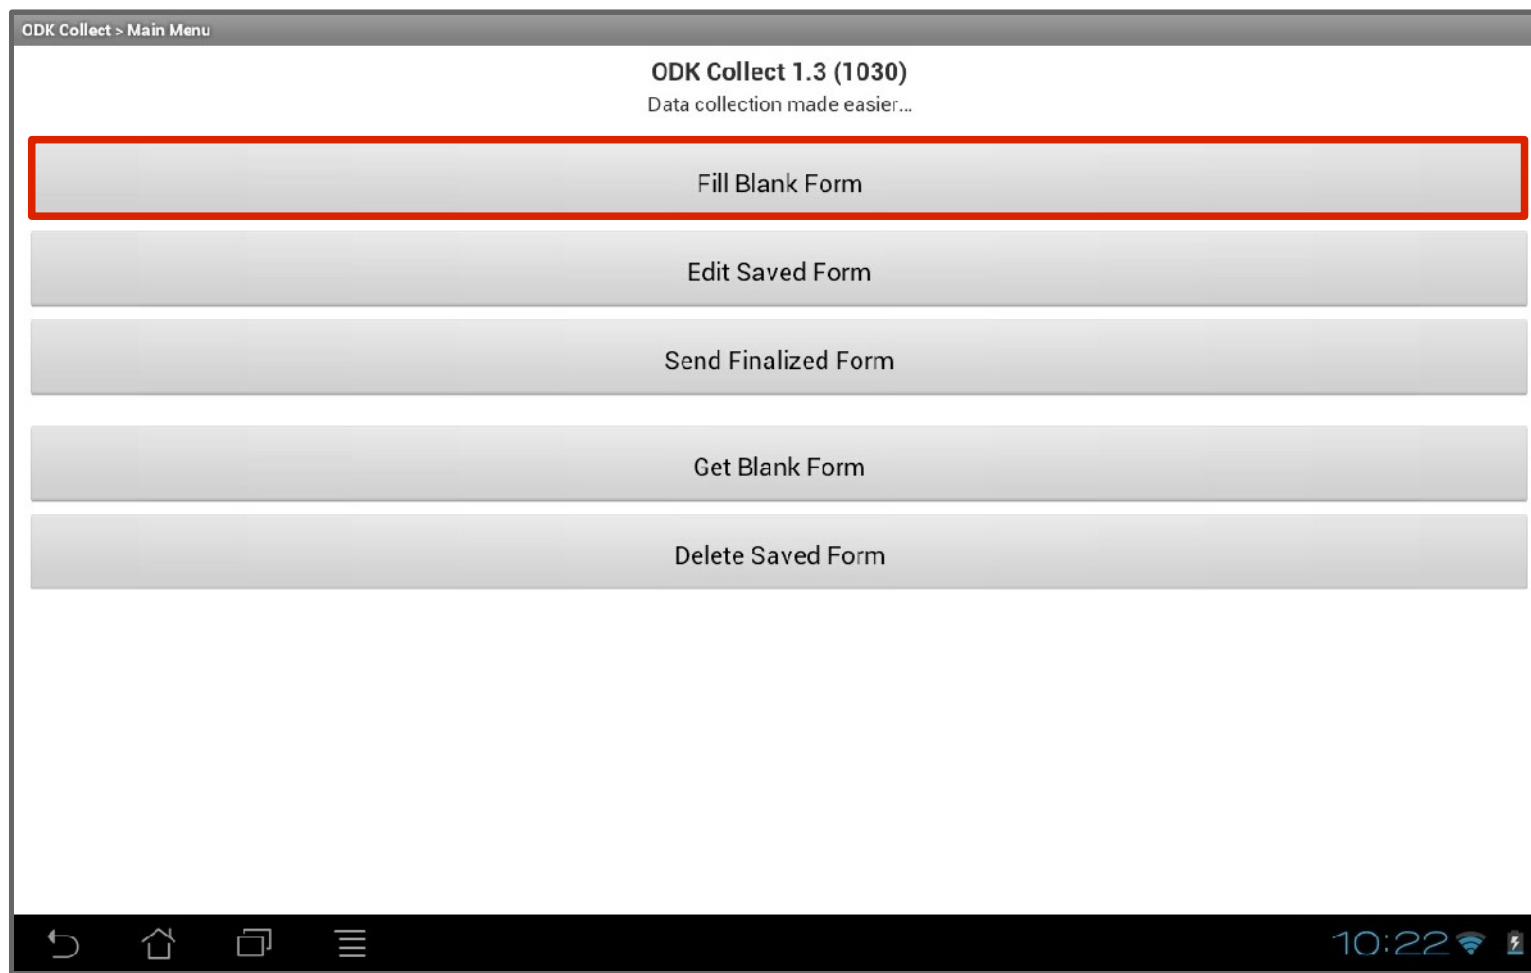 ODK Collect > Main Menu
ODK Collect 1.3 (1030)
Data collection made easier...
Fill Blank Form
Edit Saved Form
Send Finalized Form
Get Blank Form
Delete Saved Form
10:22